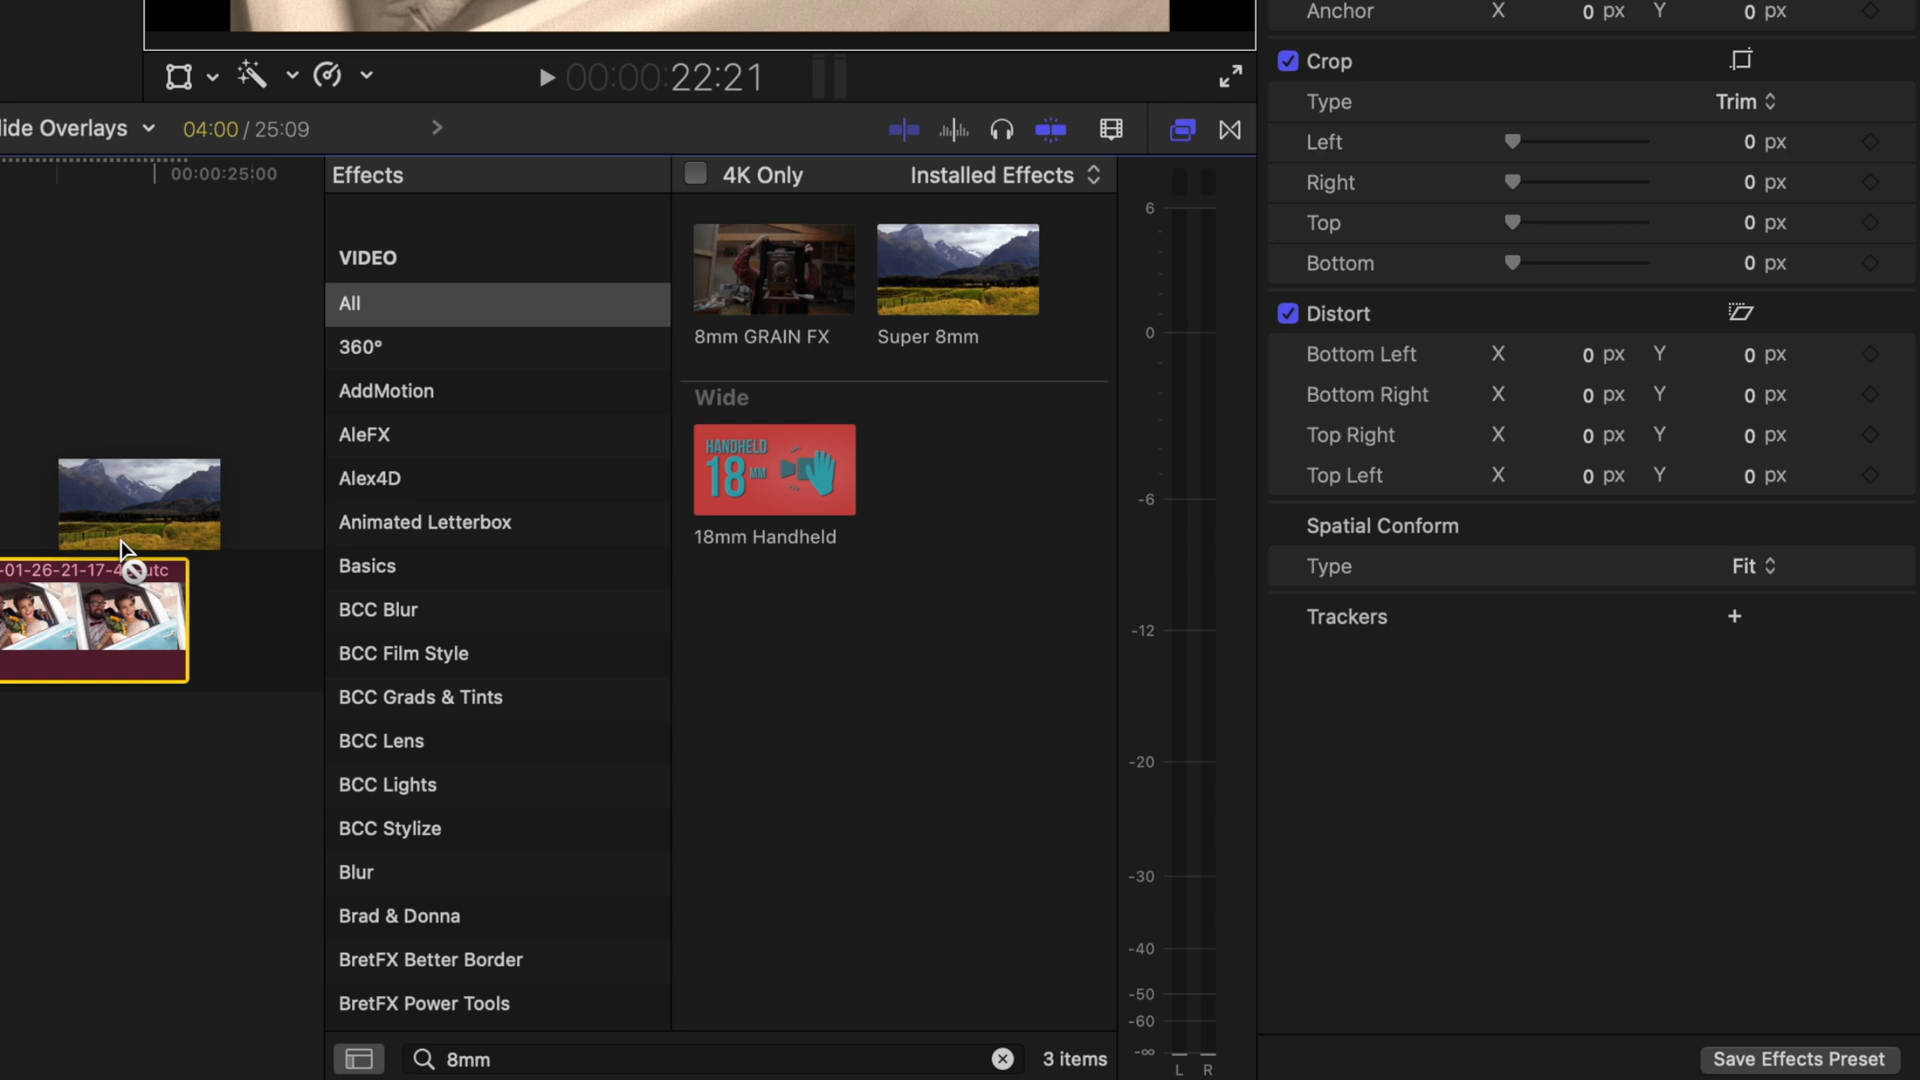 Anchor X 0 px Y 0 px
00:00:22:21
Crop
Type Trim
Left 0 px
Right 0 px
Top 0 px
Bottom 0 px
lide Overlays 04:00 / 25:09
00:00:25:00
Effects
4K Only Installed Effects
VIDEO
All
360°
AddMotion
AleFX
Alex4D
Animated Letterbox
Basics
BCC Blur
BCC Film Style
BCC Grads & Tints
BCC Lens
BCC Lights
BCC Stylize
Blur
Brad & Donna
BretFX Better Border
BretFX Power Tools
8mm GRAIN FX Super 8mm
Wide
HANDHELD
18 MM
18mm Handheld
-01-26-21-17-4 utc
6
0
-6
-12
-20
-30
-40
-50
-60
-∞
L R
Distort
Bottom Left X 0 px Y 0 px
Bottom Right X 0 px Y 0 px
Top Right X 0 px Y 0 px
Top Left X 0 px Y 0 px
Spatial Conform
Type Fit
Trackers +
8mm 3 items
Save Effects Preset